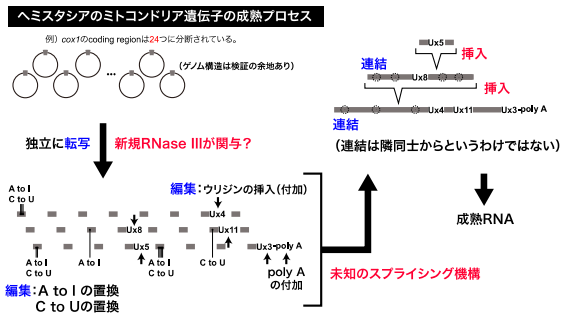 ヘミスタシアのミトコンドリア遺伝子の成熟プロセス
例）cox1のcoding regionは24つに分断されている。
…
(ゲノム構造は検証の余地あり)
独立に転写
新規RNase IIIが関与？
A to I
C to U
編集：ウリジンの挿入（付加）
Ux4
Ux8
Ux11
Ux5
Ux3-poly A
A to I
C to U
A to I
A to I
C to U
C to U
poly A
の付加
編集：A to Iの置換
C to Uの置換
Ux5
挿入
連結
Ux8
挿入
Ux4 Ux11 Ux3-poly A
連結
(連結は隣同士からというわけではない)
成熟RNA
未知のスプライシング機構